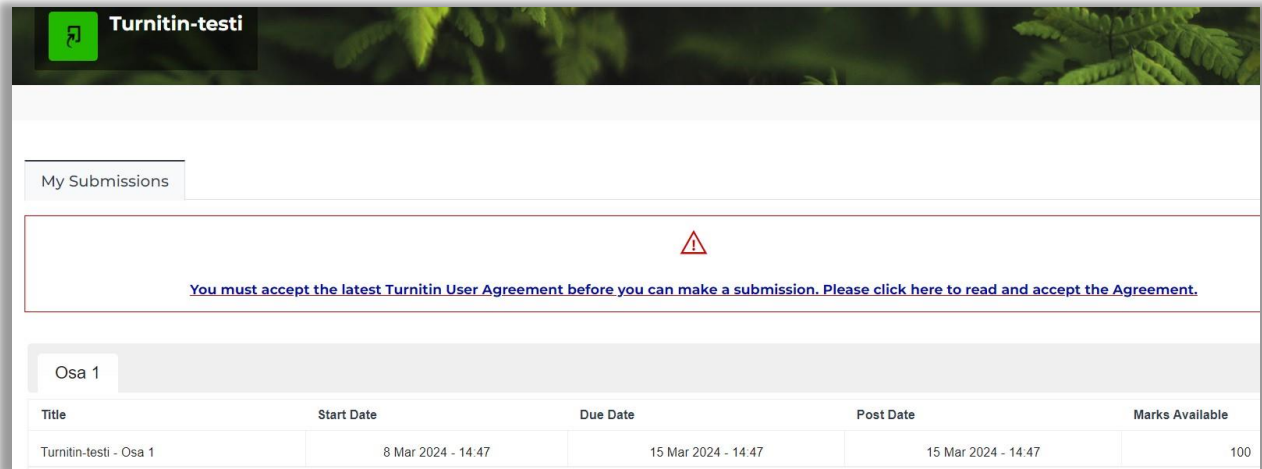 Turnitin-testi
My Submissions
You must accept the latest Turnitin User Agreement before you can make a submission. Please click here to read and accept the Agreement.
Osa 1
Title Start Date Due Date Post Date Marks Available
Turnitin-testi - Osa 1 8 Mar 2024 - 14:47 15 Mar 2024 - 14:47 15 Mar 2024 - 14:47 100